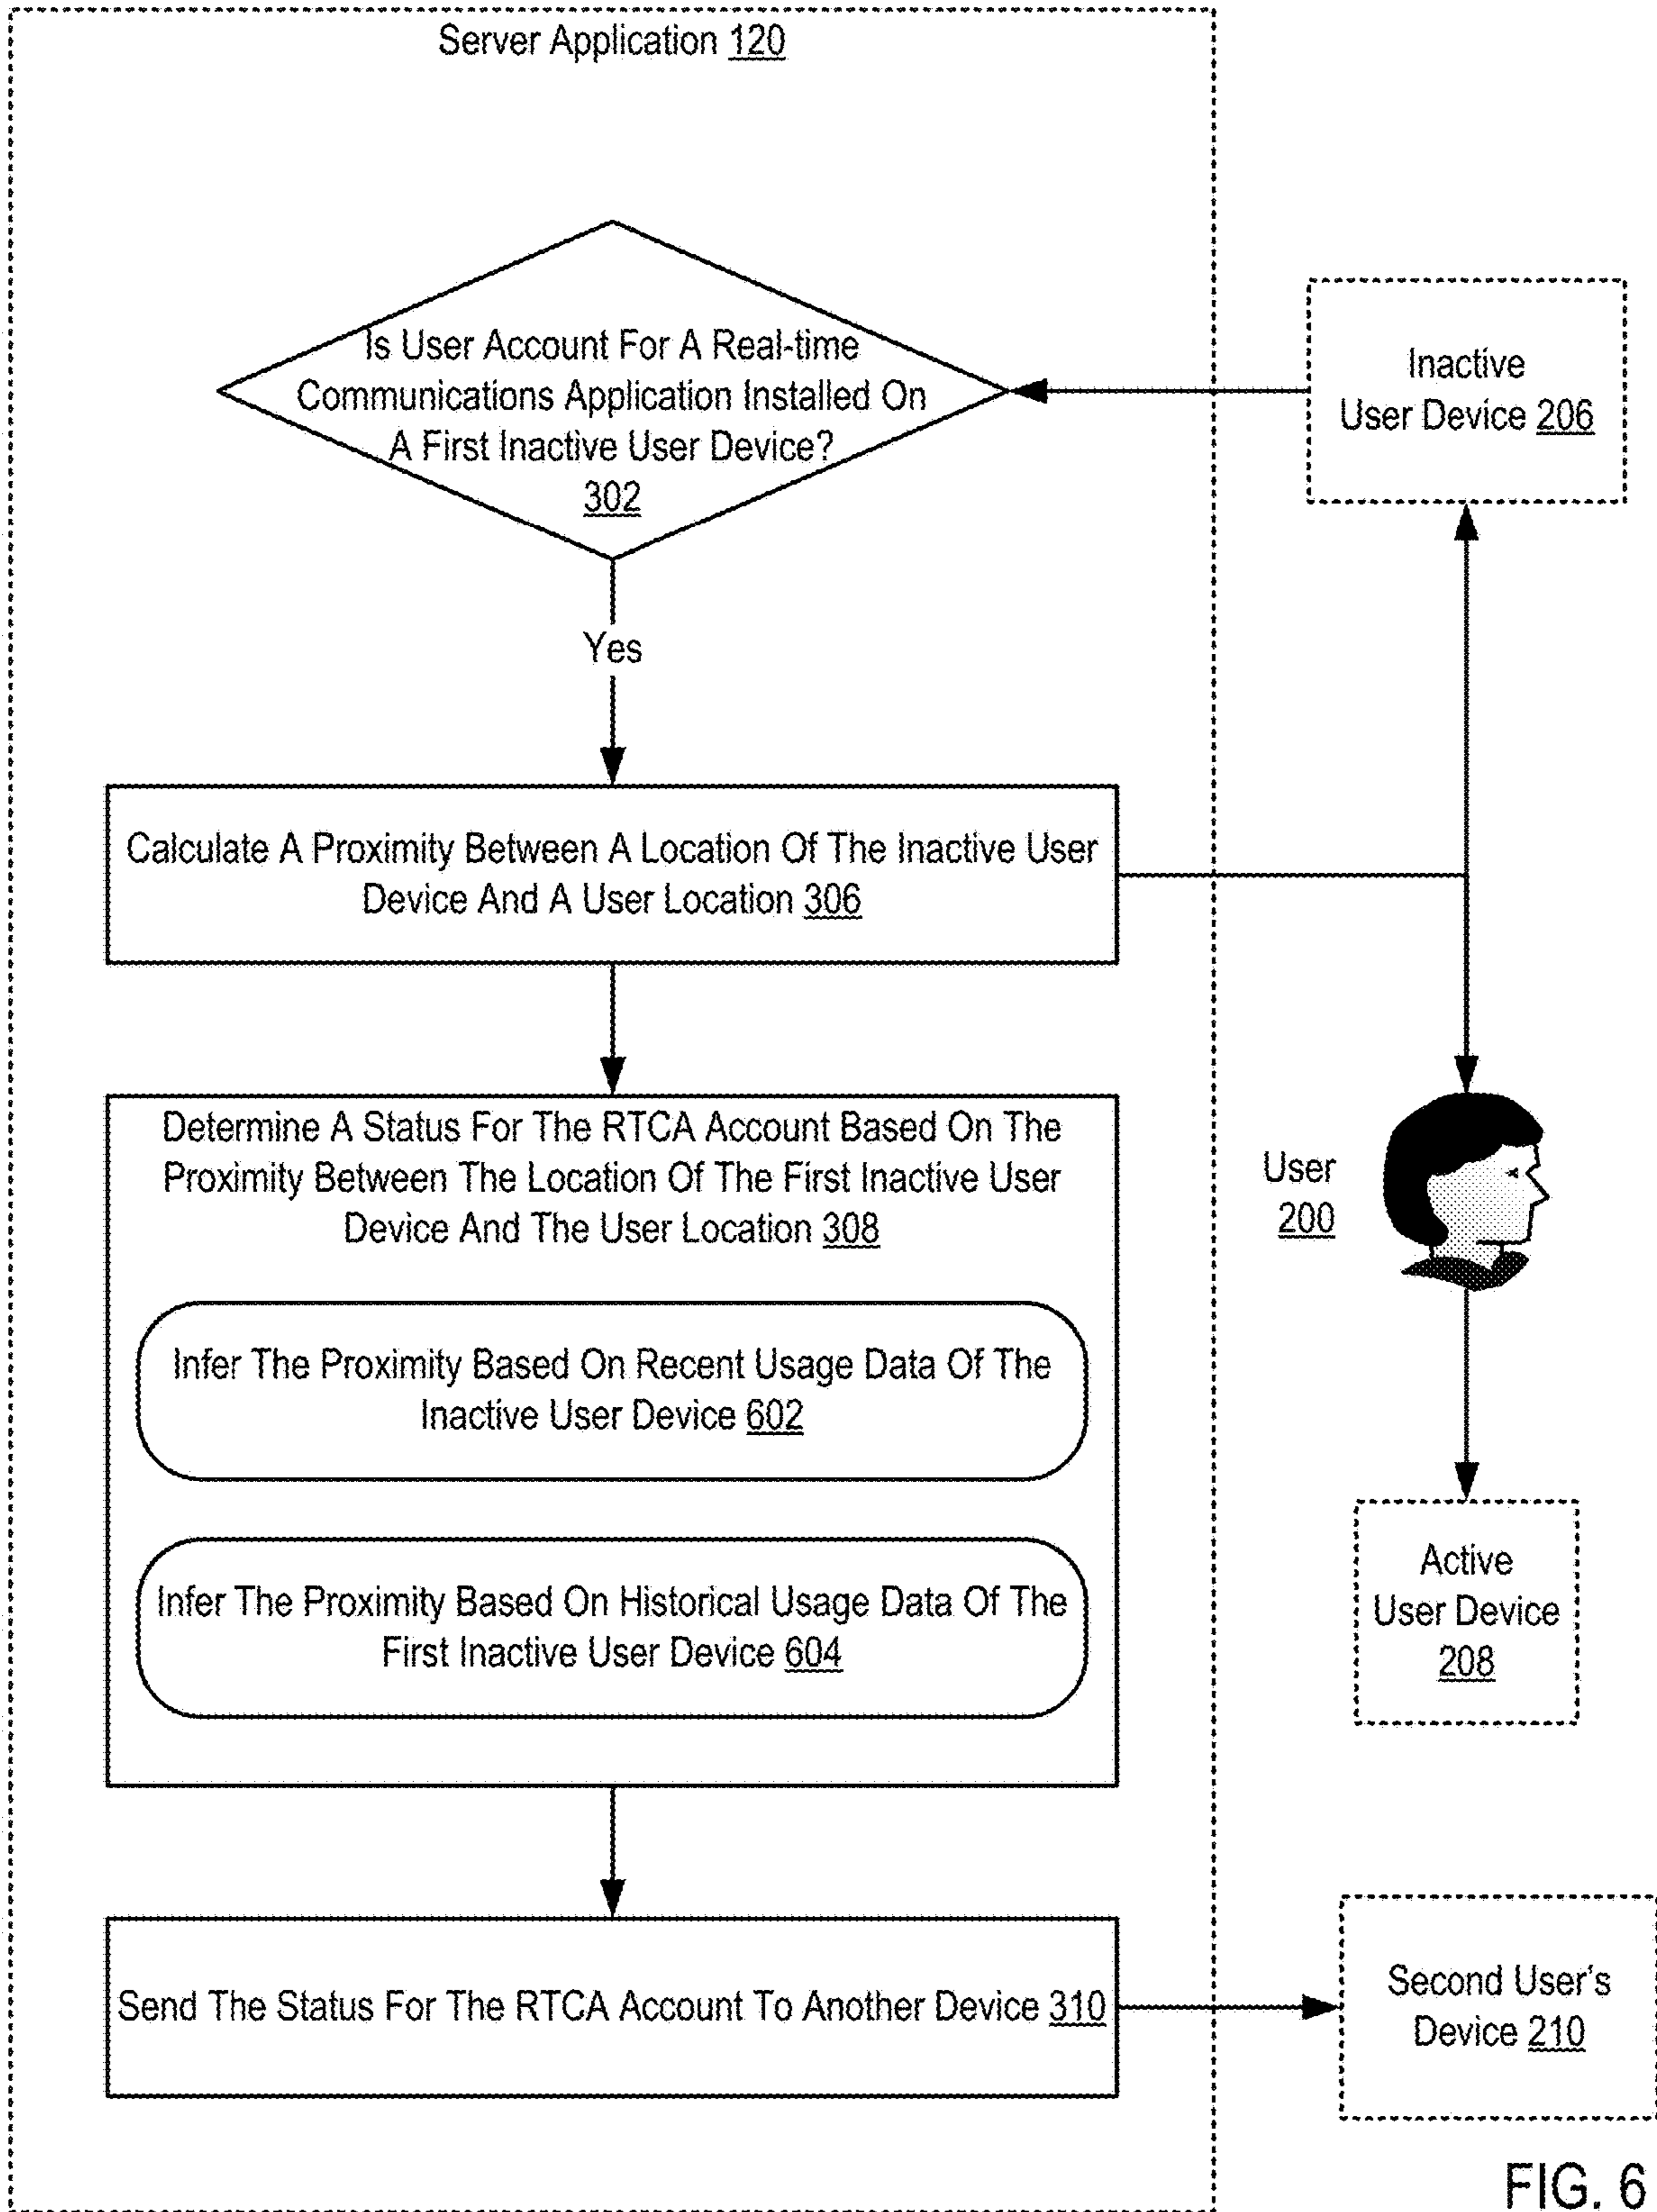 Server Application 120
Is User Account For A Real-time
Communications Application Installed On
A First Inactive User Device?
302
Inactive
User Device 206
Yes
Calculate A Proximity Between A Location Of The Inactive User
Device And A User Location 306
Determine A Status For The RTCA Account Based On The
Proximity Between The Location Of The First Inactive User
Device And The User Location 308
User
200
Infer The Proximity Based On Recent Usage Data Of The
Inactive User Device 602
Infer The Proximity Based On Historical Usage Data Of The
First Inactive User Device 604
Active
User Device
208
Send The Status For The RTCA Account To Another Device 310
Second User's
Device 210
FIG. 6